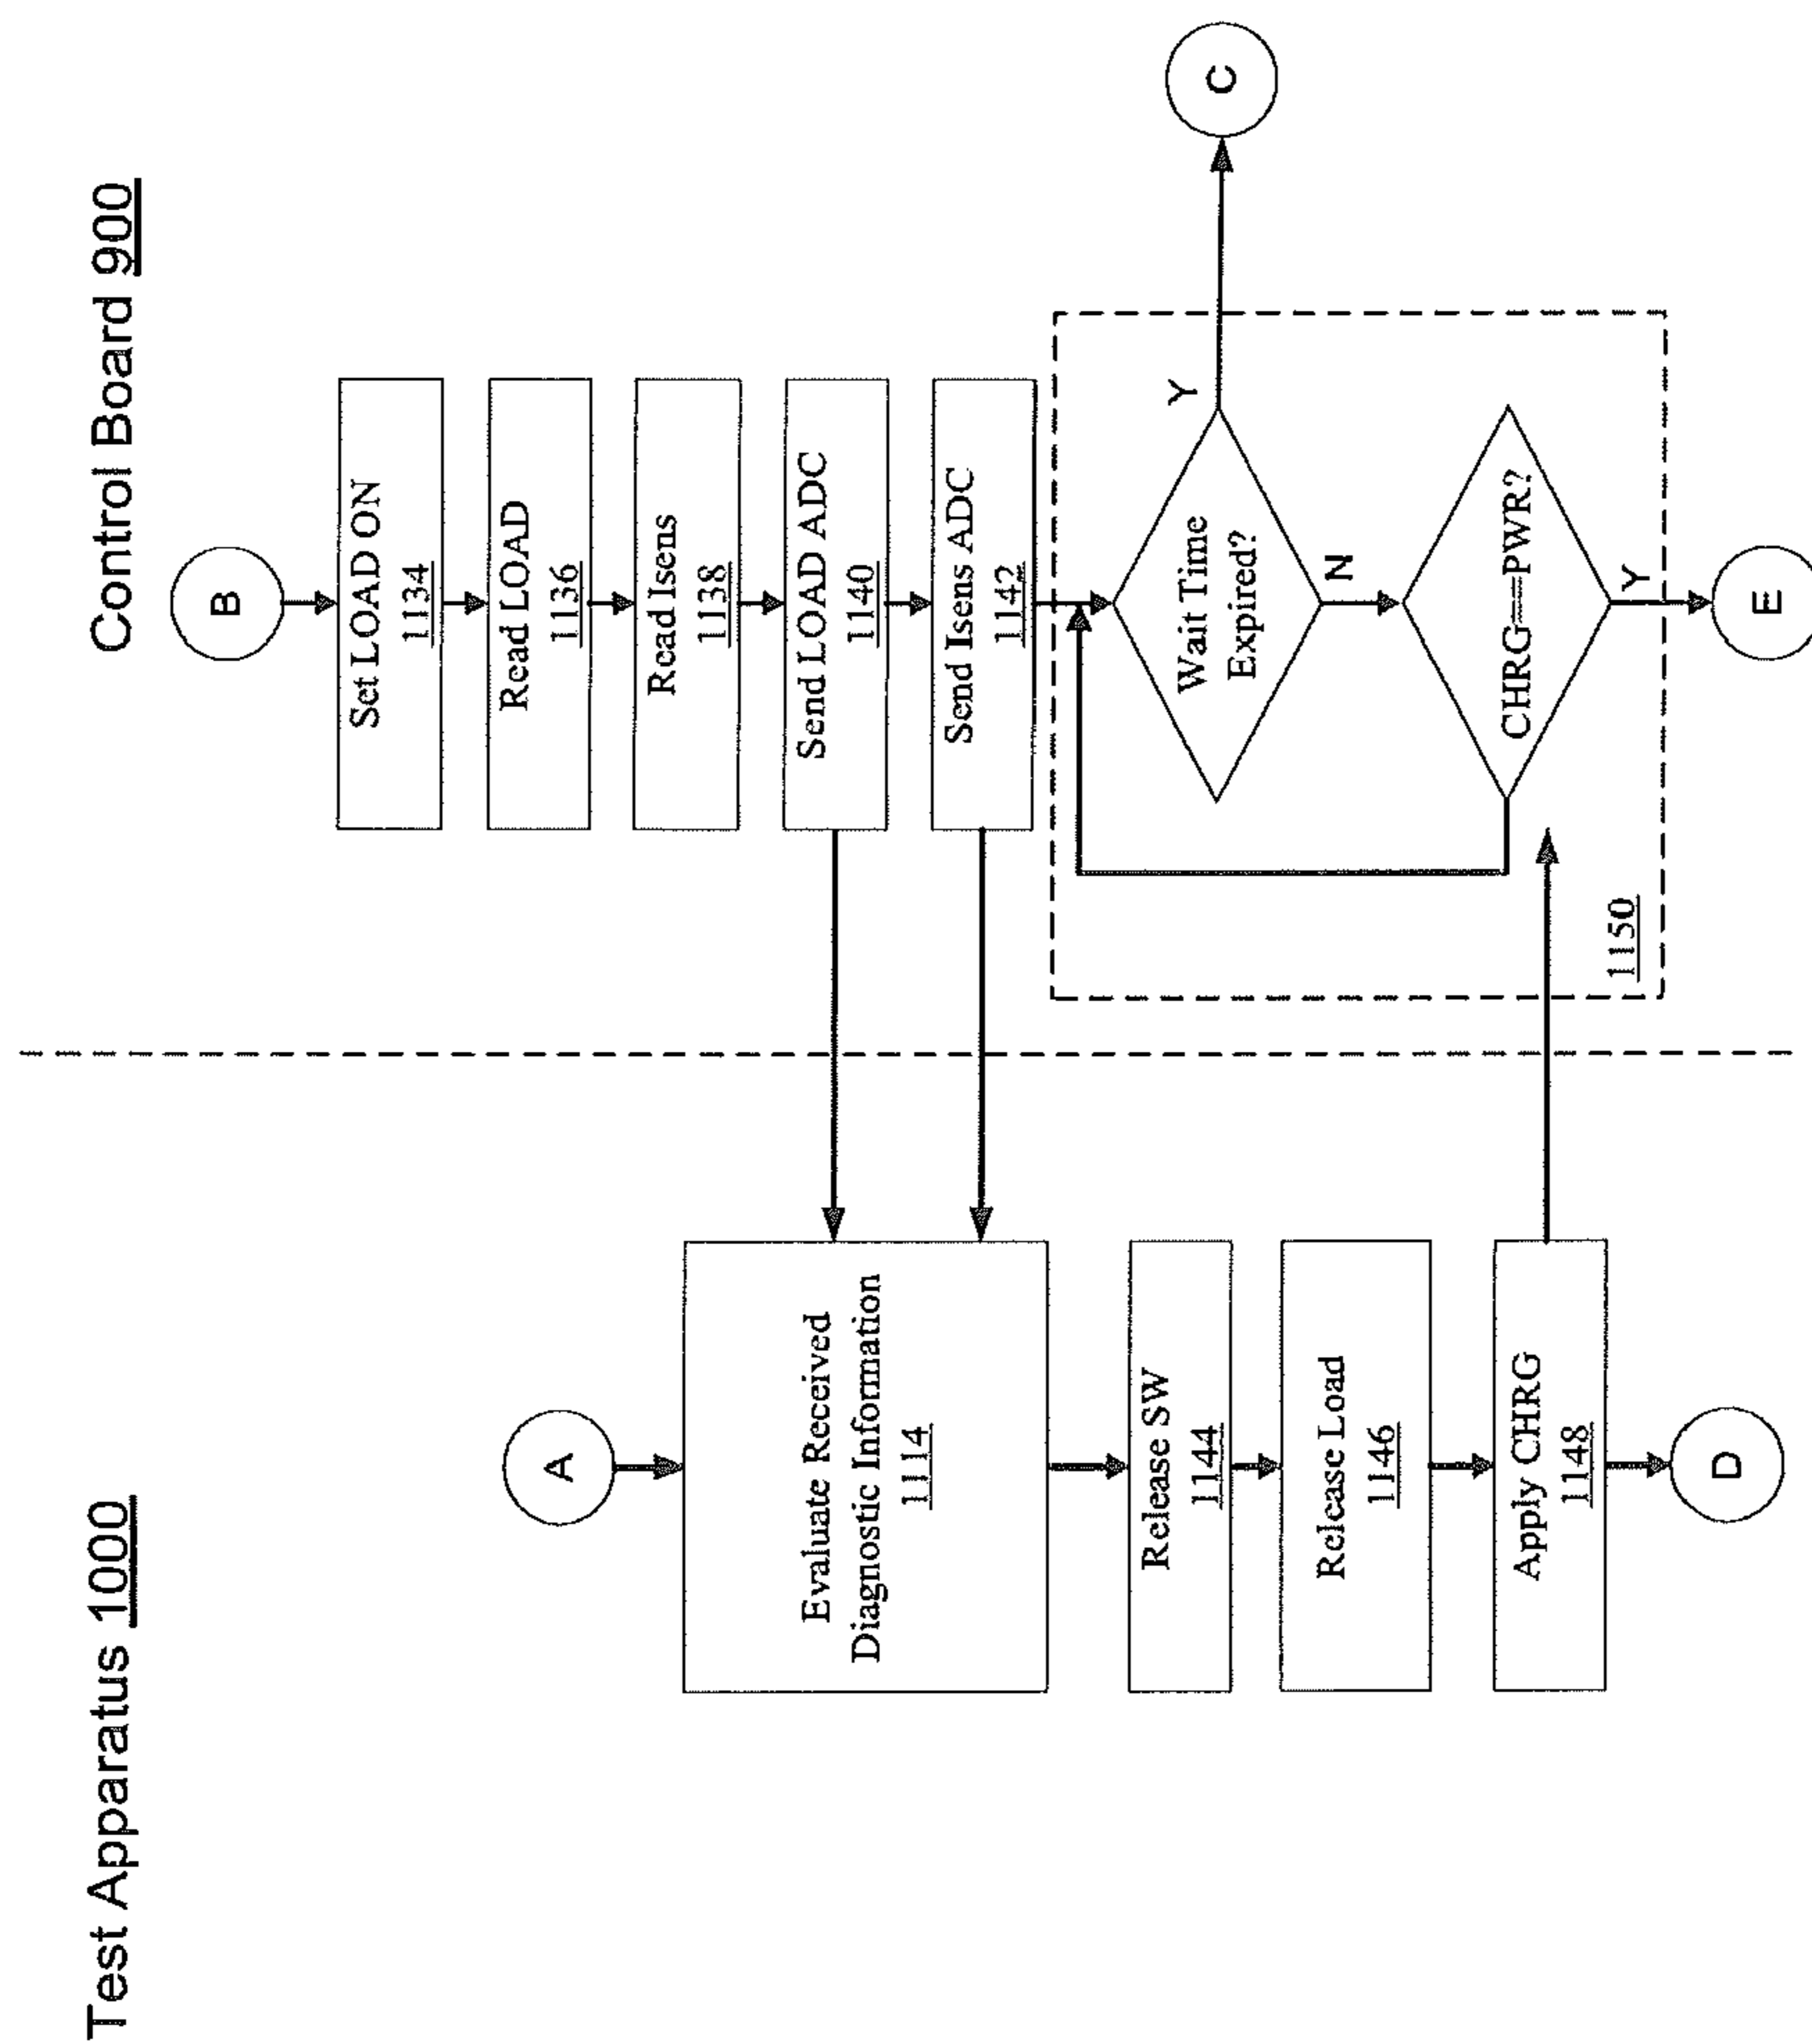 Test Apparatus 1000
A
Evaluate Received
Diagnostic Information
1114
Release SW
1144
Release Load
1146
Apply CHRG
1148
D
Control Board 900
B
Set LOAD ON
1134
Read LOAD
1136
Read Isens
1138
Send LOAD ADC
1140
Send Isens ADC
1142
Wait Time
Expired?
Y
C
N
CHRG==PWR?
Y
1150
E